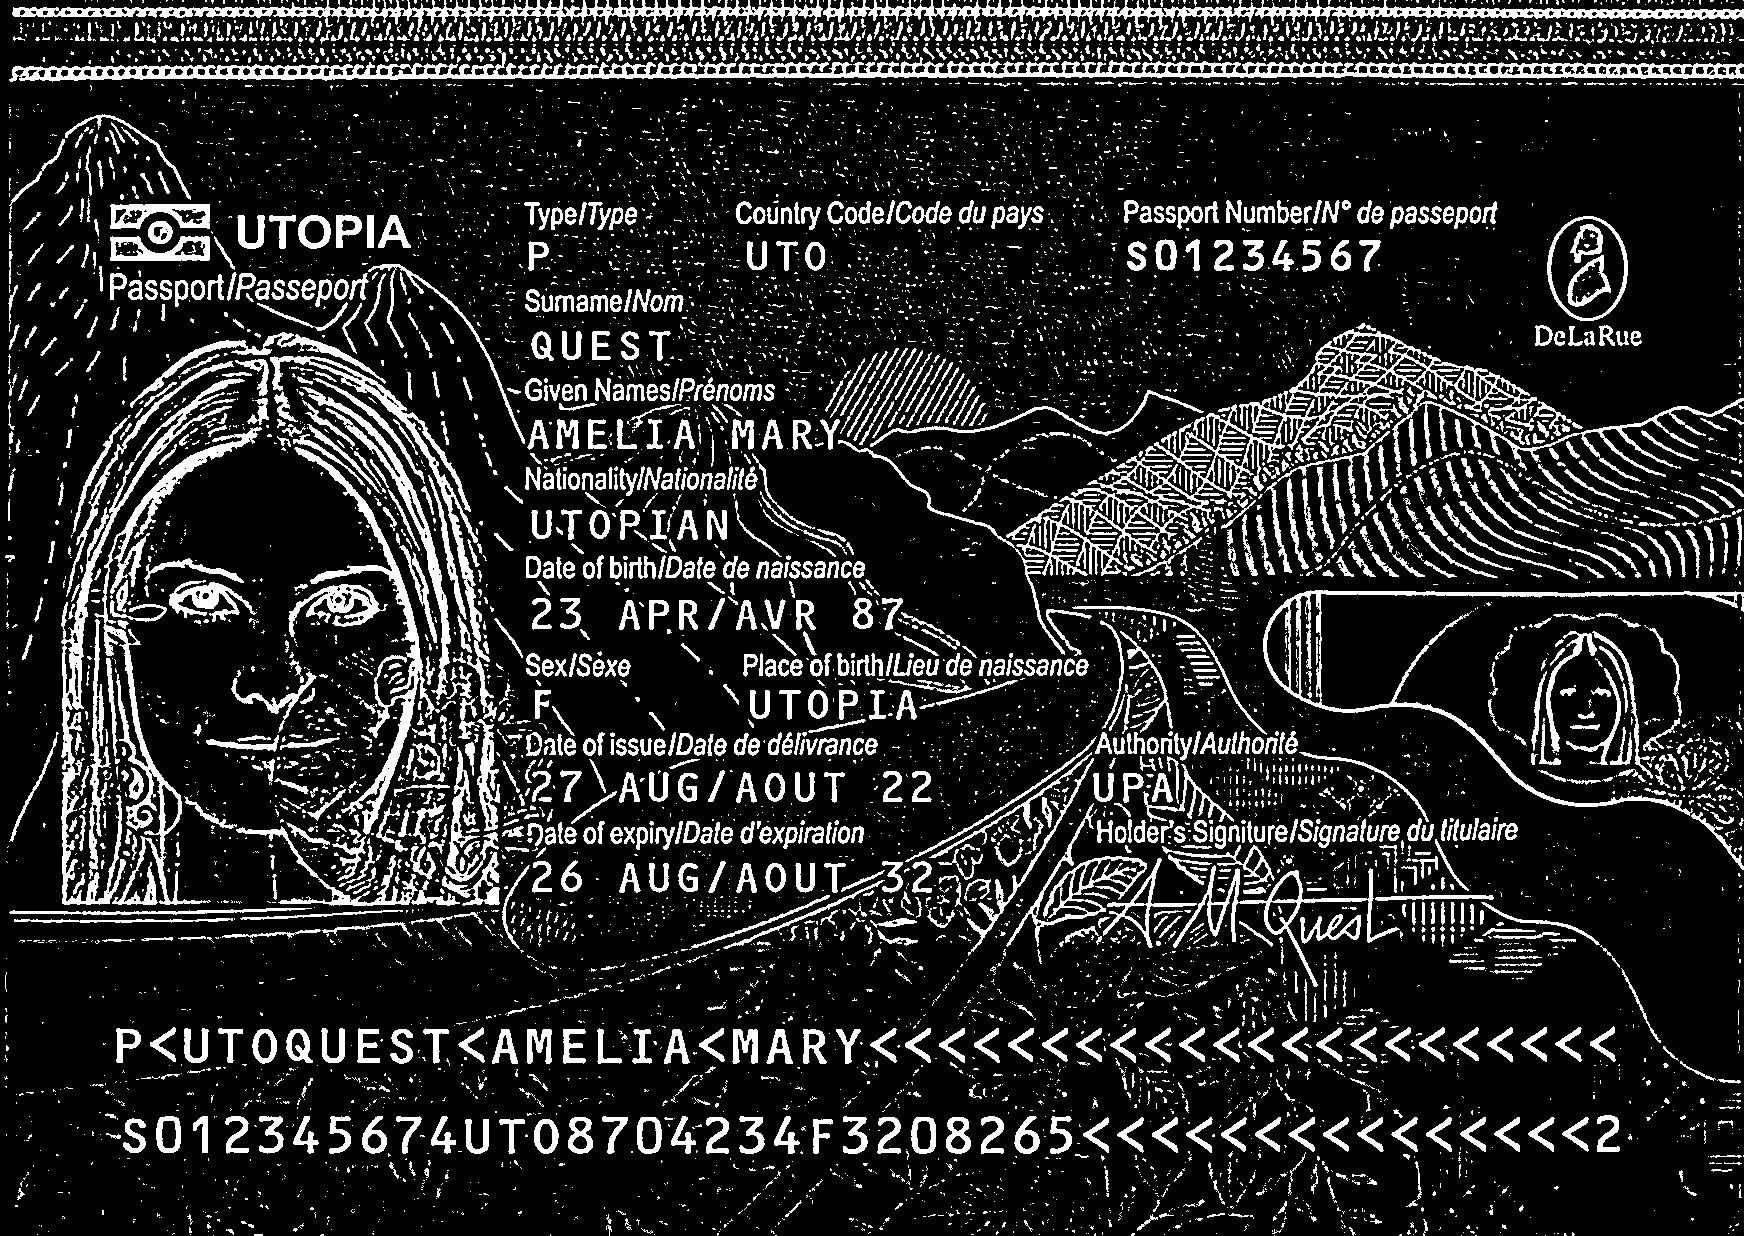 UTOPIA
Passport/Passeport
Type/Type
P
Country Code/Code du pays
UTO
Passport Number/N° de passeport
S01234567
DeLaRue
Surname/Nom
QUEST
Given Names/Prénoms
AMELIA MARY
Nationality/Nationalité
UTOPIAN
Date of birth/Date de naissance
23 APR/AVR 87
Sex/Sexe
F
Place of birth/Lieu de naissance
UTOPIA
Date of issue/Date de délivrance
27 AUG/AOUT 22
Authority/Authorité
UPA
Date of expiry/Date d'expiration
26 AUG/AOUT 32
Holder's Signiture/Signature du titulaire
A M Quest
P<UTOQUEST<AMELIA<MARY<<<<<<<<<<<<<<<<<<<<<<
S012345674UTO8704234F3208265<<<<<<<<<<<<<<<2